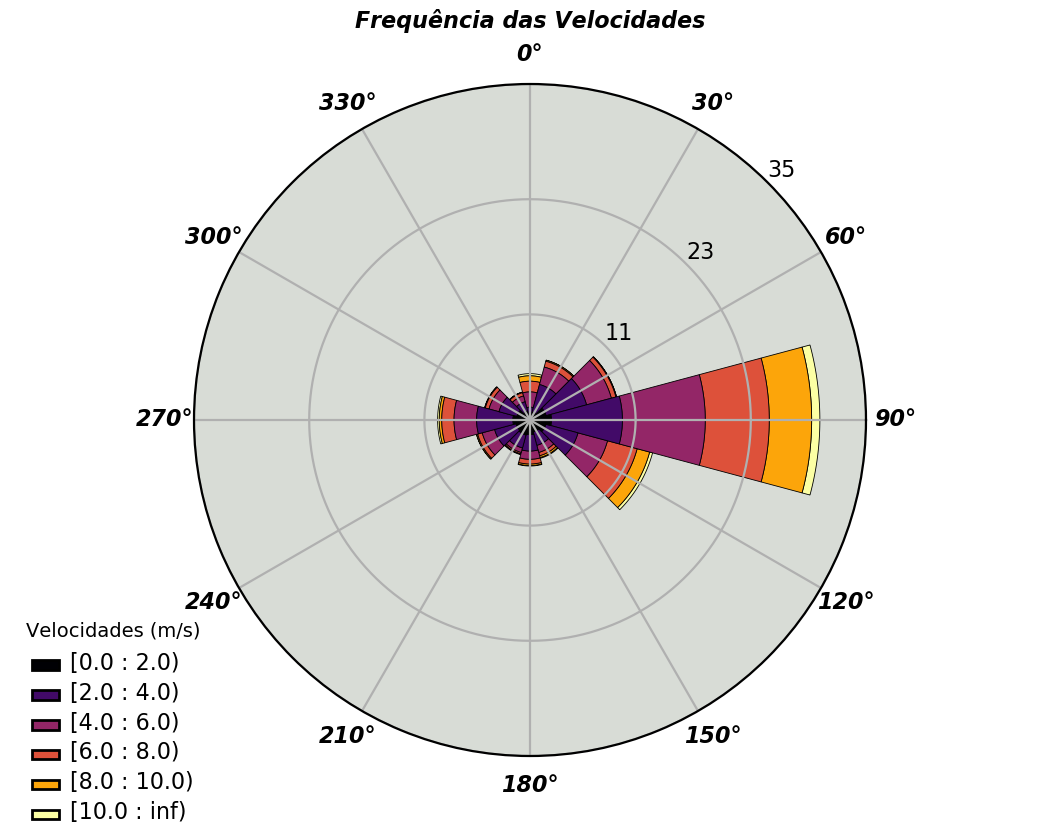 Frequência das Velocidades
0°
330°
30°
35
300°
60°
23
11
270°
90°
240°
120°
210°
150°
180°
Velocidades (m/s)
[0.0 : 2.0)
[2.0 : 4.0)
[4.0 : 6.0)
[6.0 : 8.0)
[8.0 : 10.0)
[10.0 : inf)